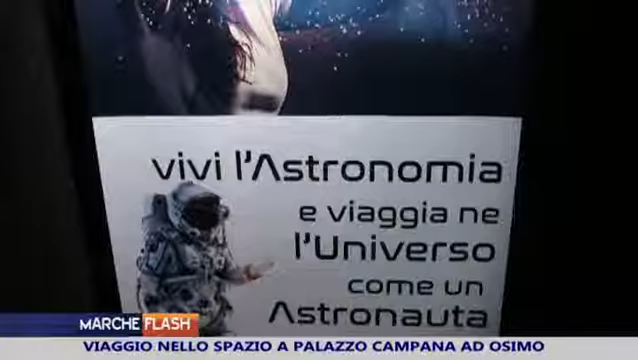 vivi l'Astronomia
e viaggia ne
l'Universo
come un
Astronauta
MARCHE FLASH
VIAGGIO NELLO SPAZIO A PALAZZO CAMPANA AD OSIMO